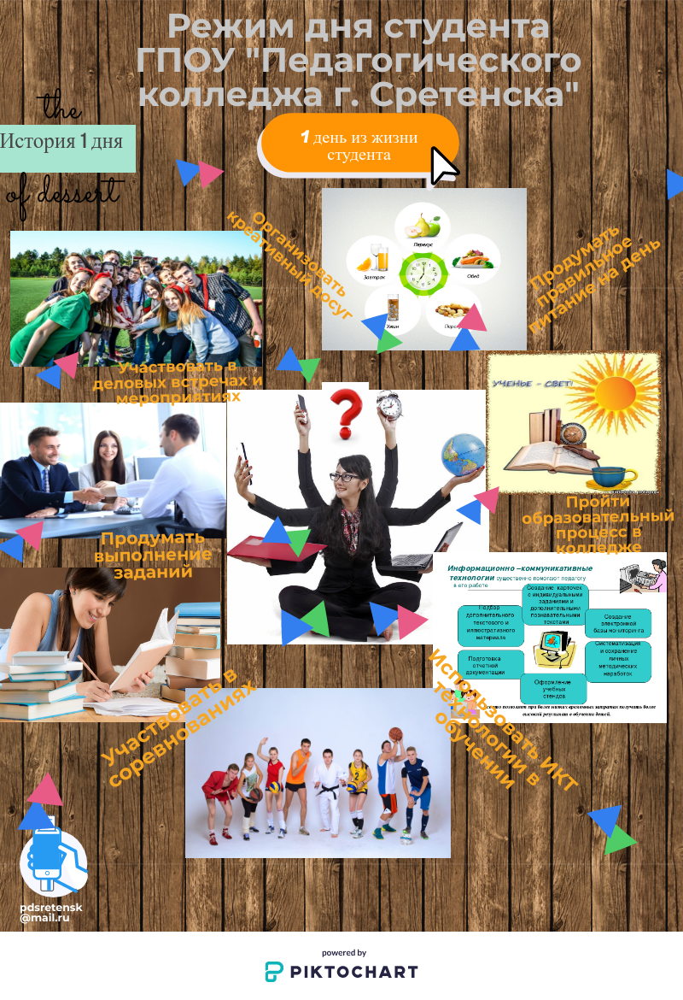 Режим дня студента
ГПОУ "Педагогического
колледжа г. Сретенска"
the
История 1 дня
of dessert
1 день из жизни
студента
Организовать
креативный досуг
Перекус
Завтрак
Обед
Ужин
Продумать
правильное
питание на день
Участвовать в
деловых встречах и
мероприятиях
?
УЧЕНЬЕ - СВЕТ!
Пройти
образовательный
процесс в
колледже
Продумать
выполнение
заданий
Информационно –коммуникативные
технологии существенно помогают педагогу
в его работе
Создание карточек
с индивидуальными
заданиями и
дополнительными
познавательными
текстами
Подбор
дополнительного
текстового и
иллюстративного
материала
Создание
электронной
базы мониторинга
Систематизация
и сохранение
личных
методических
наработок
Подготовка
отчетной
документации
Оформление
учебных
стендов
позволяет при более низких временных затратах получать более
высокий результат в обучении детей.
Использовать ИКТ
технологии в
обучении
Участвовать в
соревнованиях
2
pdsretensk
@mail.ru
powered by
PIKTOCHART